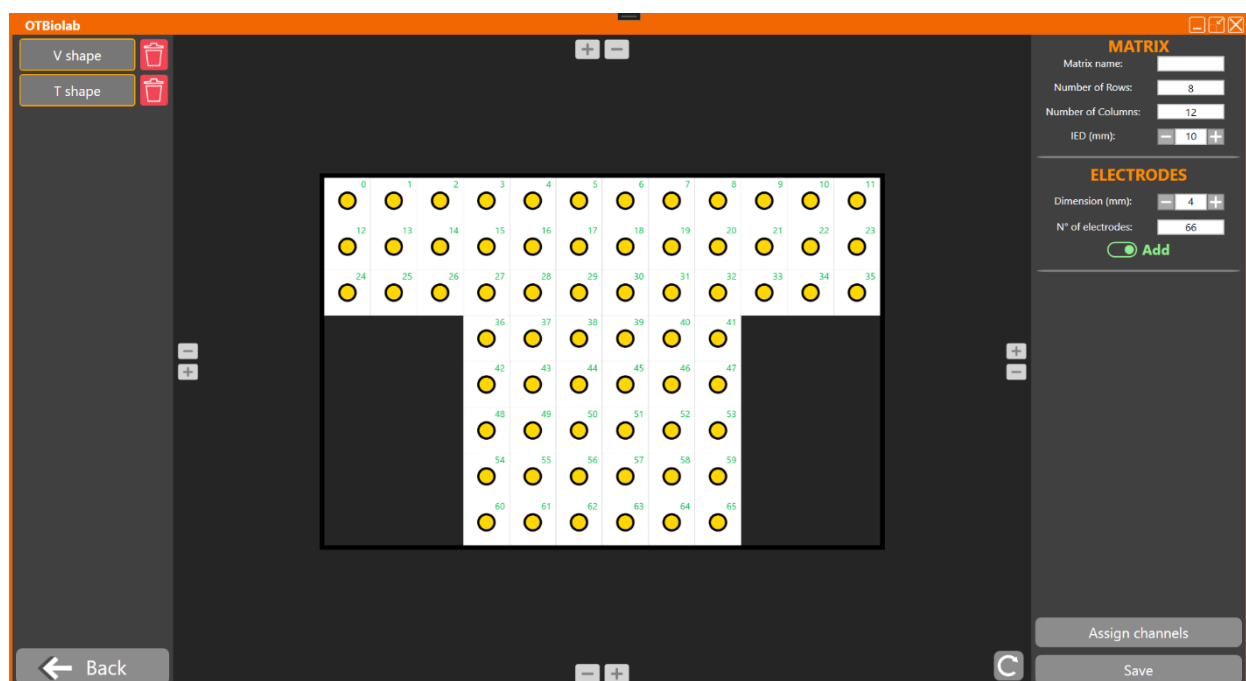 OTBiolab
V shape
T shape
MATRIX
Matrix name:
Number of Rows: 8
Number of Columns: 12
IED (mm): − 10 +
ELECTRODES
Dimension (mm): − 4 +
N° of electrodes: 66
Add
0 1 2 3 4 5 6 7 8 9 10 11
12 13 14 15 16 17 18 19 20 21 22 23
24 25 26 27 28 29 30 31 32 33 34 35
36 37 38 39 40 41
42 43 44 45 46 47
48 49 50 51 52 53
54 55 56 57 58 59
60 61 62 63 64 65
Assign channels
Back
Save